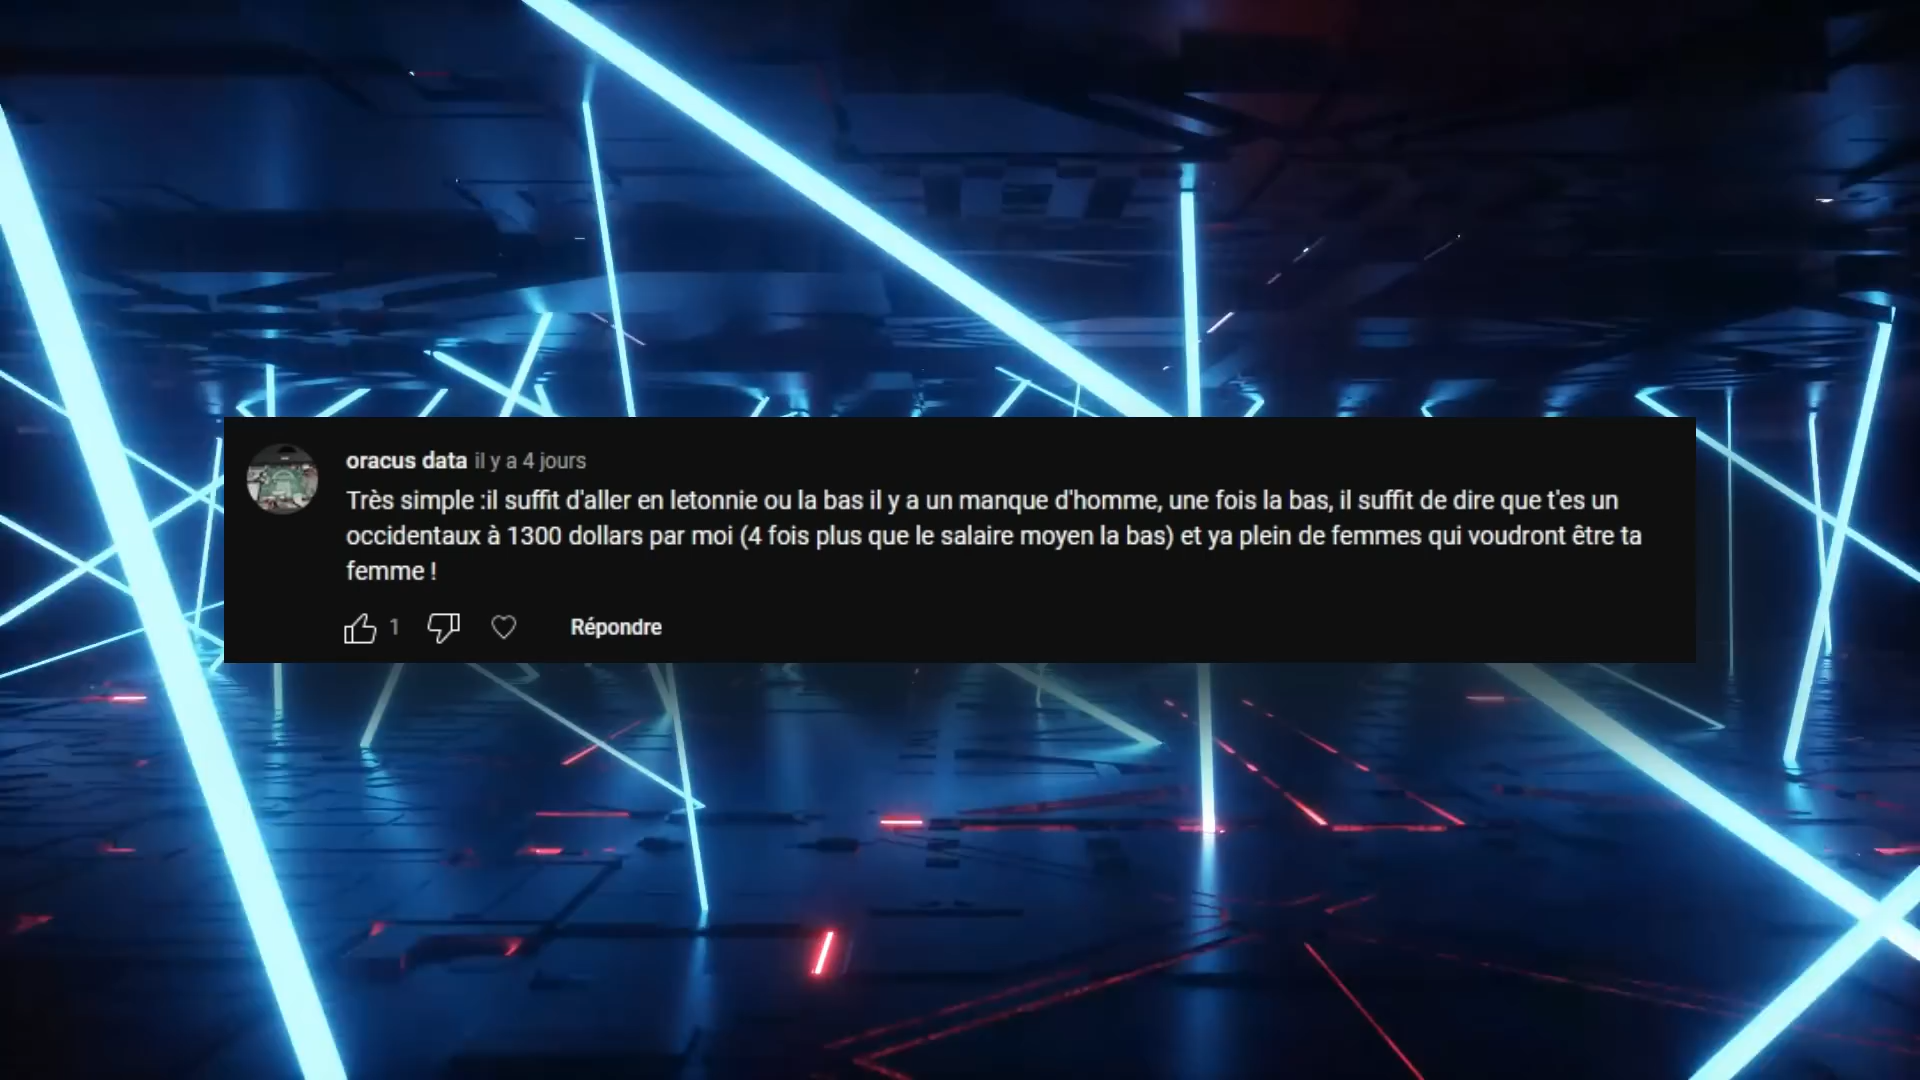 oracus data il y a 4 jours
Très simple :il suffit d'aller en letonnie ou la bas il y a un manque d'homme, une fois la bas, il suffit de dire que t'es un
occidentaux à 1300 dollars par moi (4 fois plus que le salaire moyen la bas) et ya plein de femmes qui voudront être ta
femme !
1 Répondre